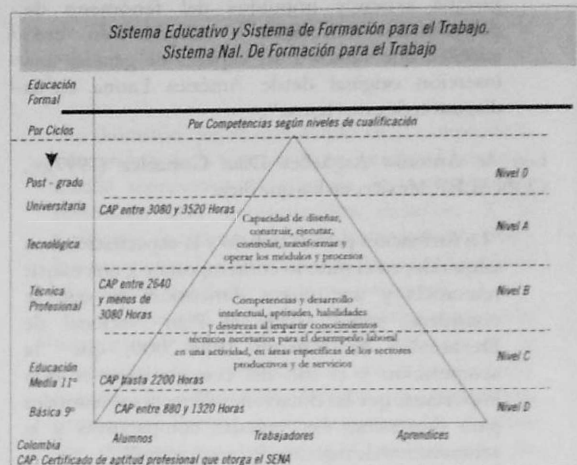 Sistema Educativo y Sistema de Formación para el Trabajo.
Sistema Nal. De Formación para el Trabajo
Educación
Formal
Por Ciclos
Por Competencias según niveles de cualificación
Post - grado
Nivel O
Universitaria
CAP entre 3080 y 3520 Horas
Capacidad de diseñar,
construir, ejecutar,
controlar, transformar y
operar los módulos y procesos
Nivel A
Tecnológica
Técnica
Profesional
CAP entre 2640
y menos de
3080 Horas
Nivel B
Competencias y desarrollo
intelectual, aptitudes, habilidades
y destrezas al impartir conocimientos
técnicos necesarios para el desempeño laboral
en una actividad, en áreas específicas de los sectores
productivos y de servicios
Educación
Media 11º
CAP hasta 2200 Horas
Nivel C
Básica 9º
CAP entre 880 y 1320 Horas
Nivel D
Colombia
Alumnos
Trabajadores
Aprendices
CAP: Certificado de aptitud profesional que otorga el SENA